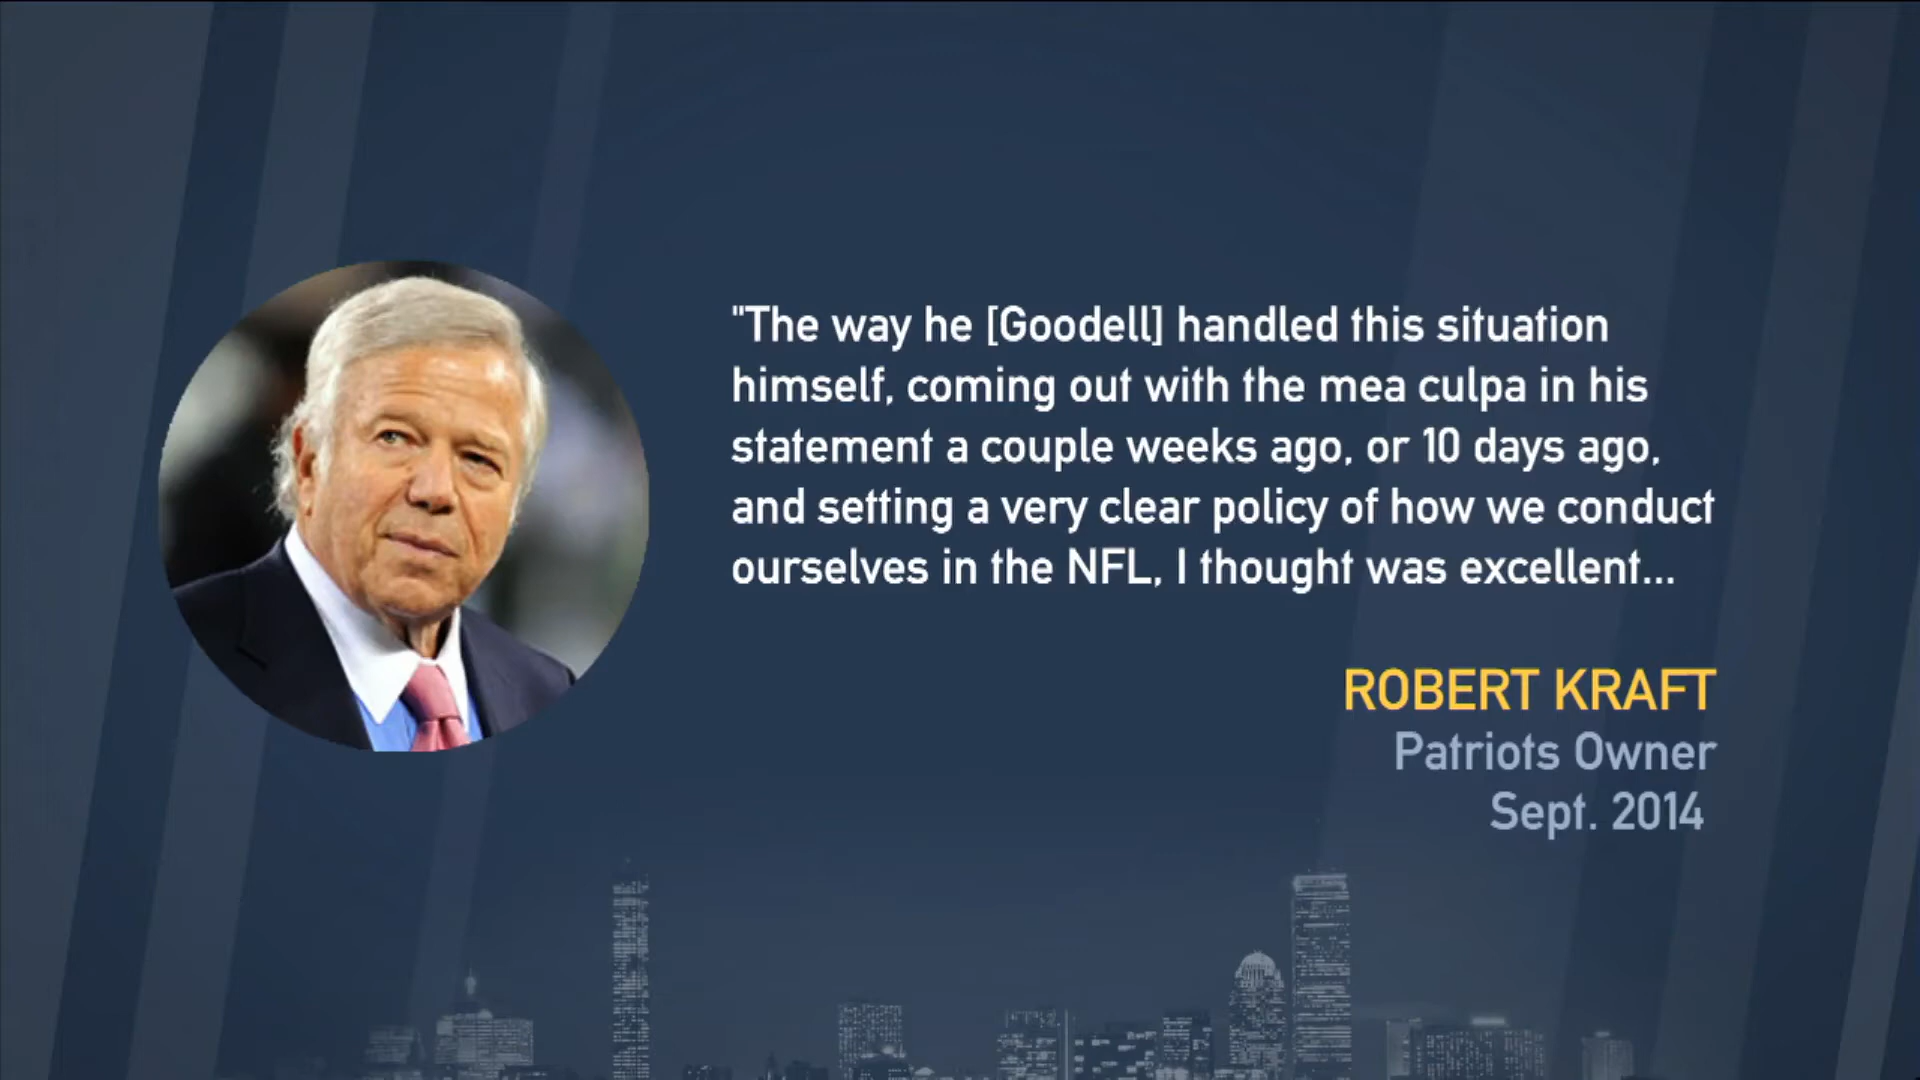 "The way he [Goodell] handled this situation
himself, coming out with the mea culpa in his
statement a couple weeks ago, or 10 days ago,
and setting a very clear policy of how we conduct
ourselves in the NFL, I thought was excellent...
ROBERT KRAFT
Patriots Owner
Sept. 2014